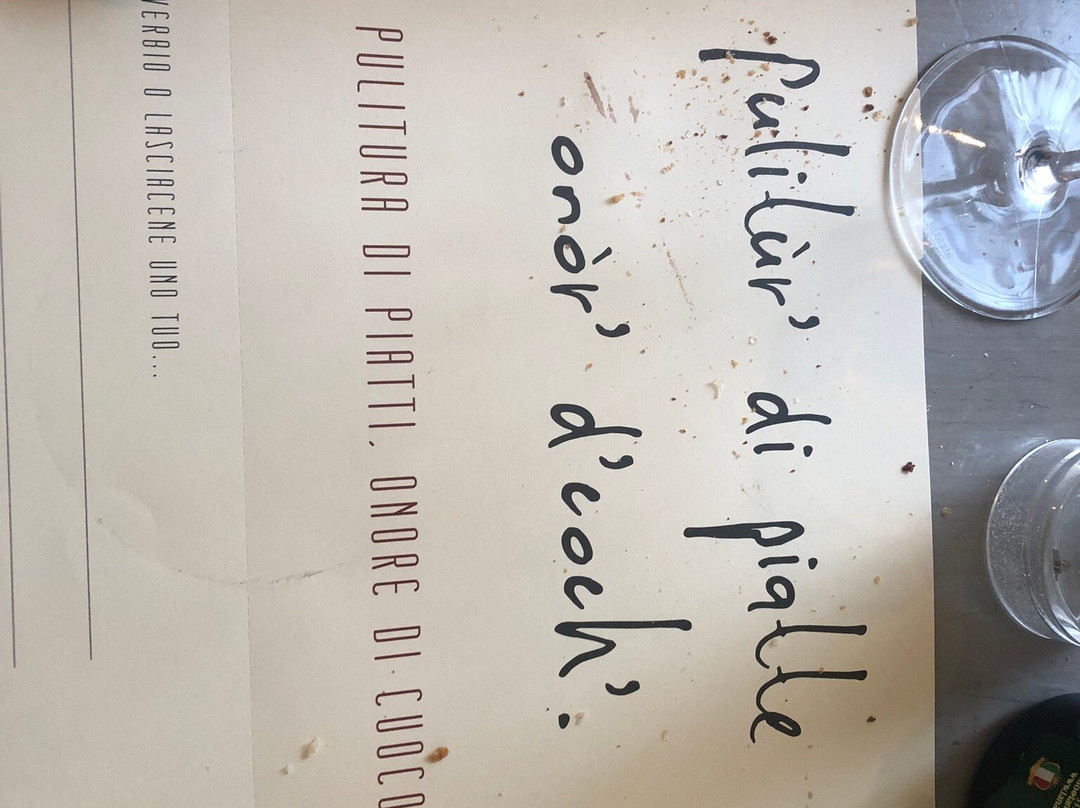 Pulitùr' di piatte
onòr' d'coch'.
PULITURA DI PIATTI, ONORE DI CUOCO
VERBIO O LASCIACENE UNO TUO...